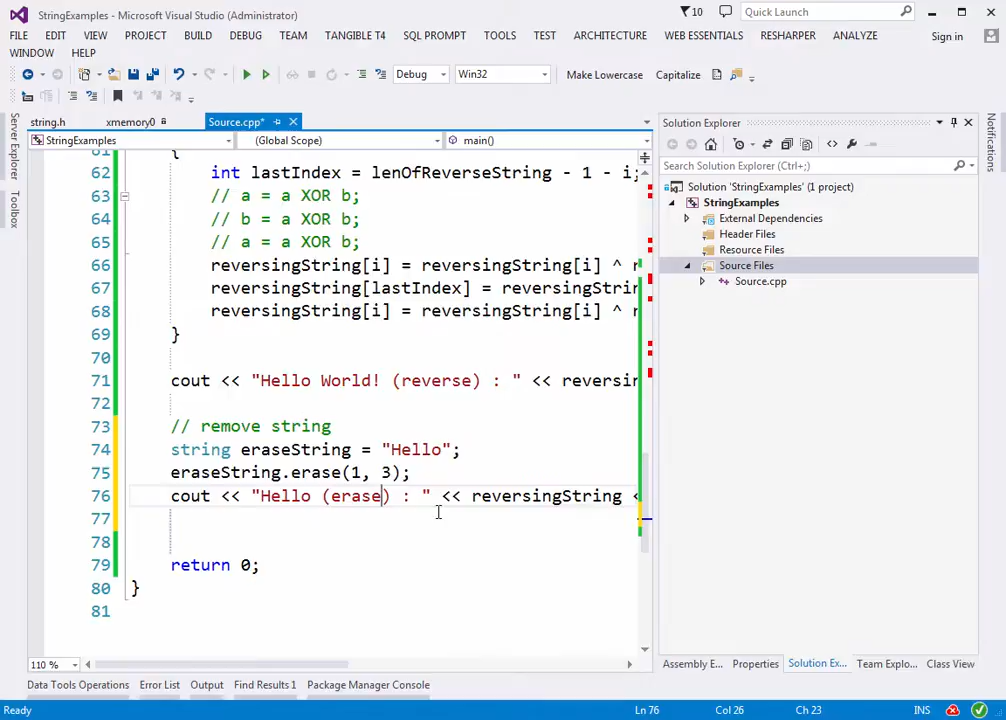 StringExamples - Microsoft Visual Studio (Administrator)
10
Quick Launch
FILE EDIT VIEW PROJECT BUILD DEBUG TEAM TANGIBLE T4 SQL PROMPT TOOLS TEST ARCHITECTURE WEB ESSENTIALS RESHARPER ANALYZE Sign in
WINDOW HELP
Debug Win32 Make Lowercase Capitalize
string.h xmemory0 Source.cpp*
StringExamples (Global Scope) main()
Server Explorer
Toolbox
61 {
62 int lastIndex = lenOfReverseString - 1 - i;
63 // a = a XOR b;
64 // b = a XOR b;
65 // a = a XOR b;
66 reversingString[i] = reversingString[i] ^ r
67 reversingString[lastIndex] = reversingStrin
68 reversingString[i] = reversingString[i] ^ r
69 }
70
71 cout << "Hello World! (reverse) : " << reversin
72
73 // remove string
74 string eraseString = "Hello";
75 eraseString.erase(1, 3);
76 cout << "Hello (erase) : " << reversingString <
77
78
79 return 0;
80 }
81
110 %
Solution Explorer
Search Solution Explorer (Ctrl+;)
Solution 'StringExamples' (1 project)
StringExamples
External Dependencies
Header Files
Resource Files
Source Files
Source.cpp
Notifications
Assembly E... Properties Solution Ex... Team Explo... Class View
Data Tools Operations Error List Output Find Results 1 Package Manager Console
Ready Ln 76 Col 26 Ch 23 INS